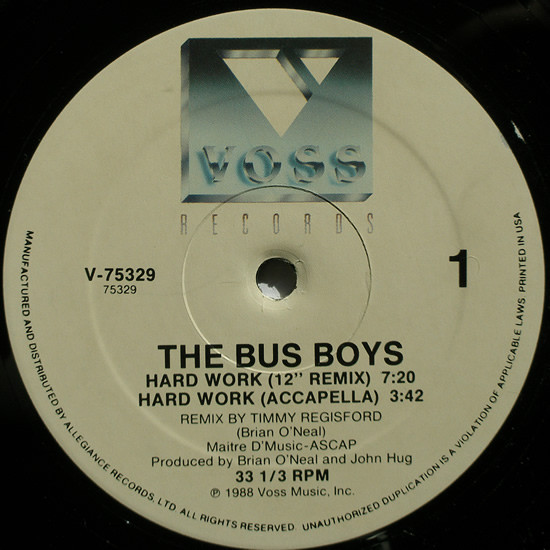 VOSS
RECORDS
V-75329
75329
1
THE BUS BOYS
HARD WORK (12" REMIX) 7:20
HARD WORK (ACCAPELLA) 3:42
REMIX BY TIMMY REGISFORD
(Brian O'Neal)
Maitre D'Music-ASCAP
Produced by Brian O'Neal and John Hug
33 1/3 RPM
℗ 1988 Voss Music, Inc.
MANUFACTURED AND DISTRIBUTED BY ALLEGIANCE RECORDS, LTD. ALL RIGHTS RESERVED. UNAUTHORIZED DUPLICATION IS A VIOLATION OF APPLICABLE LAWS. PRINTED IN USA